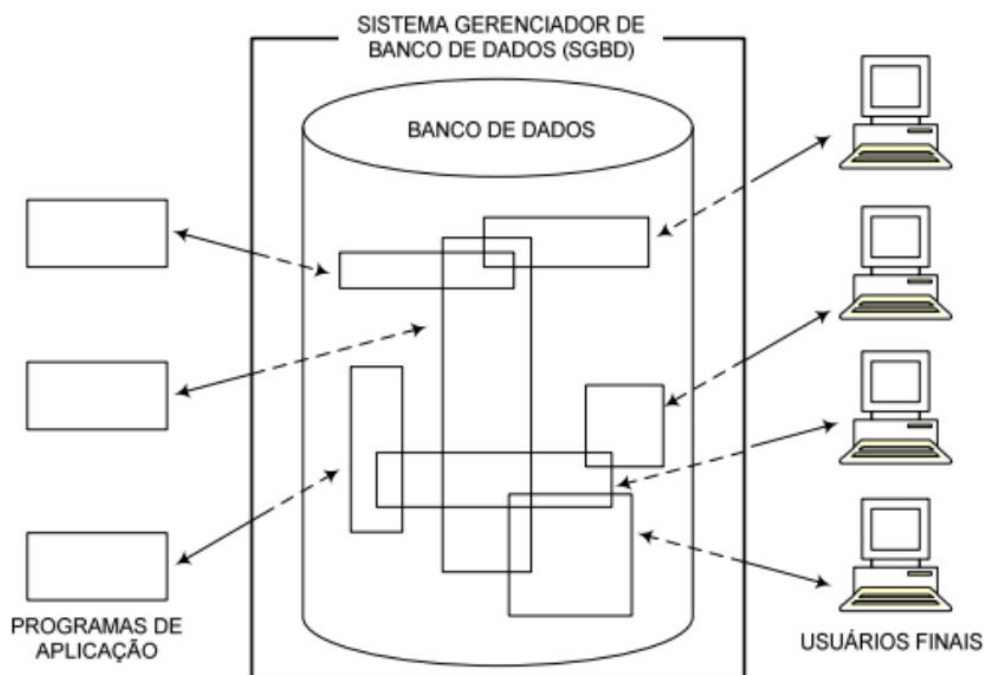 SISTEMA GERENCIADOR DE
BANCO DE DADOS (SGBD)
BANCO DE DADOS
PROGRAMAS DE
APLICAÇÃO
USUÁRIOS FINAIS